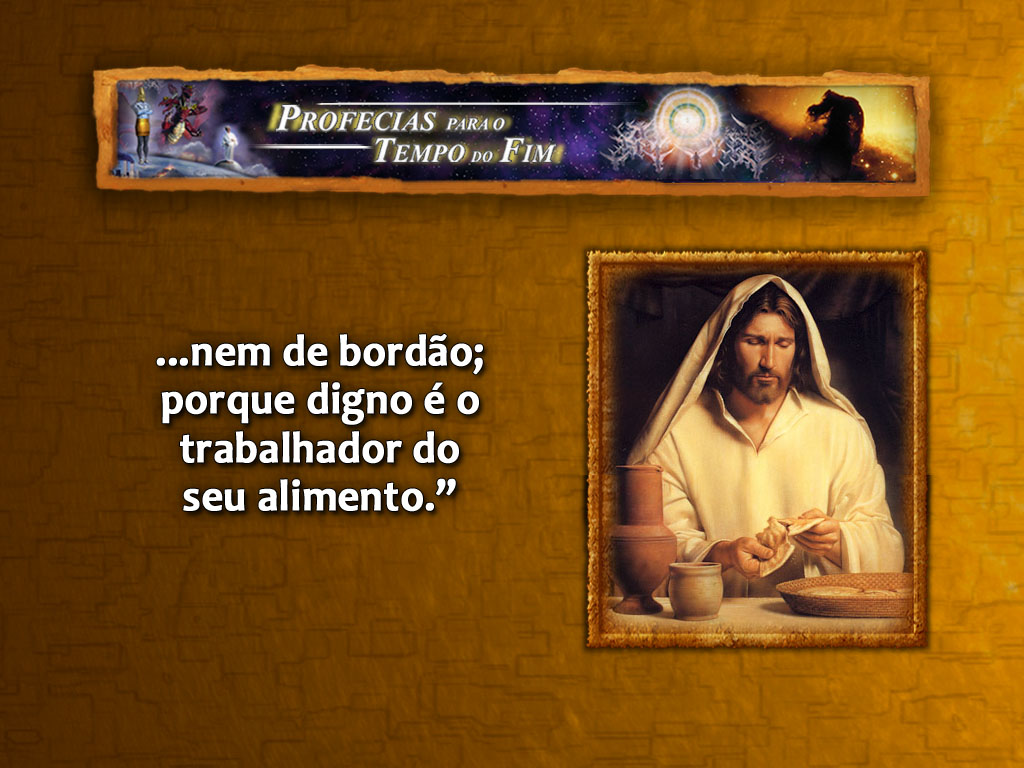 PROFECIAS PARA O
TEMPO DO FIM
...nem de bordão;
porque digno é o
trabalhador do
seu alimento.”